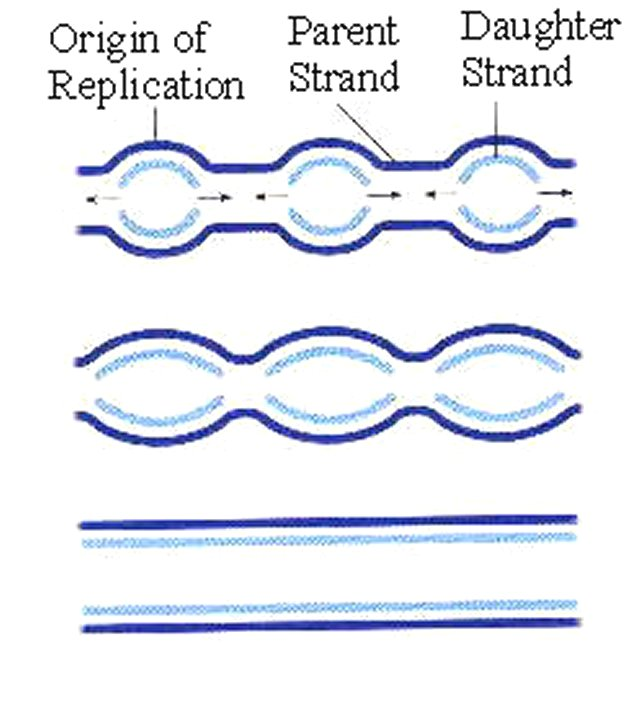 Origin of
Replication
Parent
Strand
Daughter
Strand